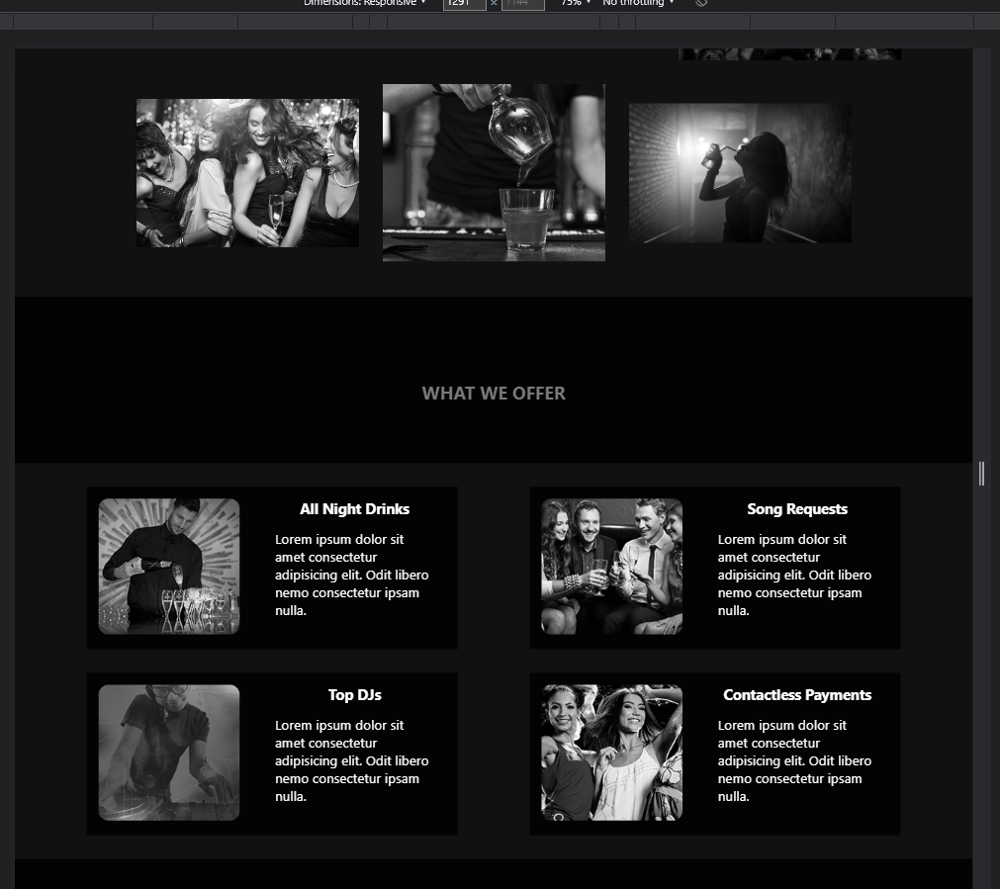 Dimensions: Responsive 1291 × 1144 75% No throttling
WHAT WE OFFER
All Night Drinks
Lorem ipsum dolor sit
amet consectetur
adipisicing elit. Odit libero
nemo consectetur ipsam
nulla.
Song Requests
Lorem ipsum dolor sit
amet consectetur
adipisicing elit. Odit libero
nemo consectetur ipsam
nulla.
Top DJs
Lorem ipsum dolor sit
amet consectetur
adipisicing elit. Odit libero
nemo consectetur ipsam
nulla.
Contactless Payments
Lorem ipsum dolor sit
amet consectetur
adipisicing elit. Odit libero
nemo consectetur ipsam
nulla.